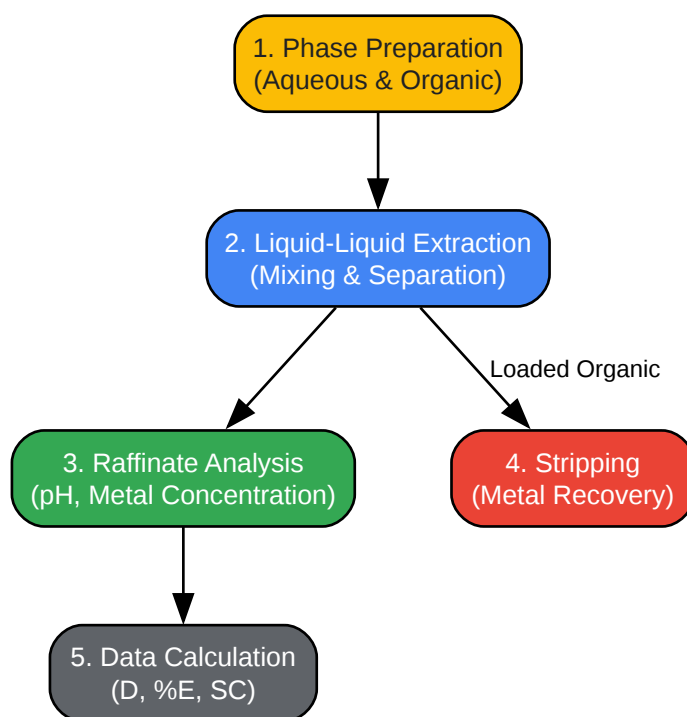 1. Phase Preparation
(Aqueous & Organic)
2. Liquid-Liquid Extraction
(Mixing & Separation)
Loaded Organic
3. Raffinate Analysis
(pH, Metal Concentration)
4. Stripping
(Metal Recovery)
5. Data Calculation
(D, %E, SC)